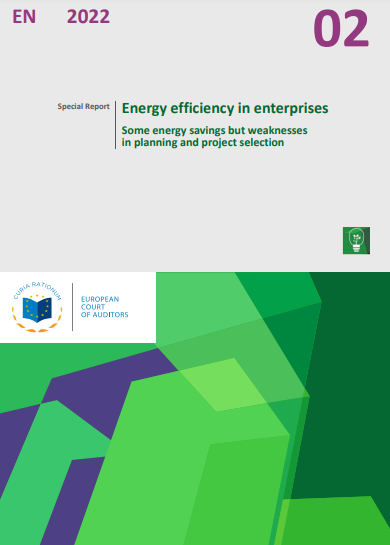 EN 2022 02
Special Report
Energy efficiency in enterprises
Some energy savings but weaknesses
in planning and project selection
CURIA RATIONUM
EUROPEAN
COURT
OF AUDITORS